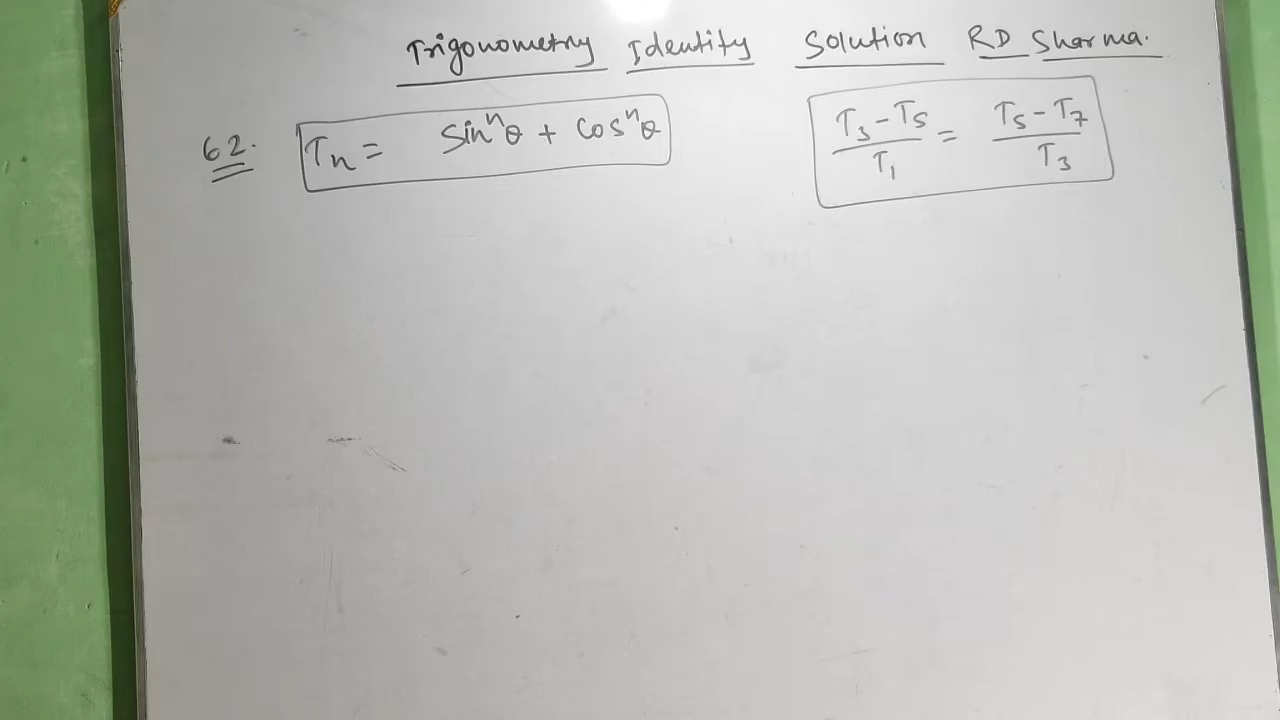 Trigonometry Identity Solution RD Sharma.
62. Tₙ = Sinⁿθ + Cosⁿθ (T₃ - T₅)/T₁ = (T₅ - T₇)/T₃